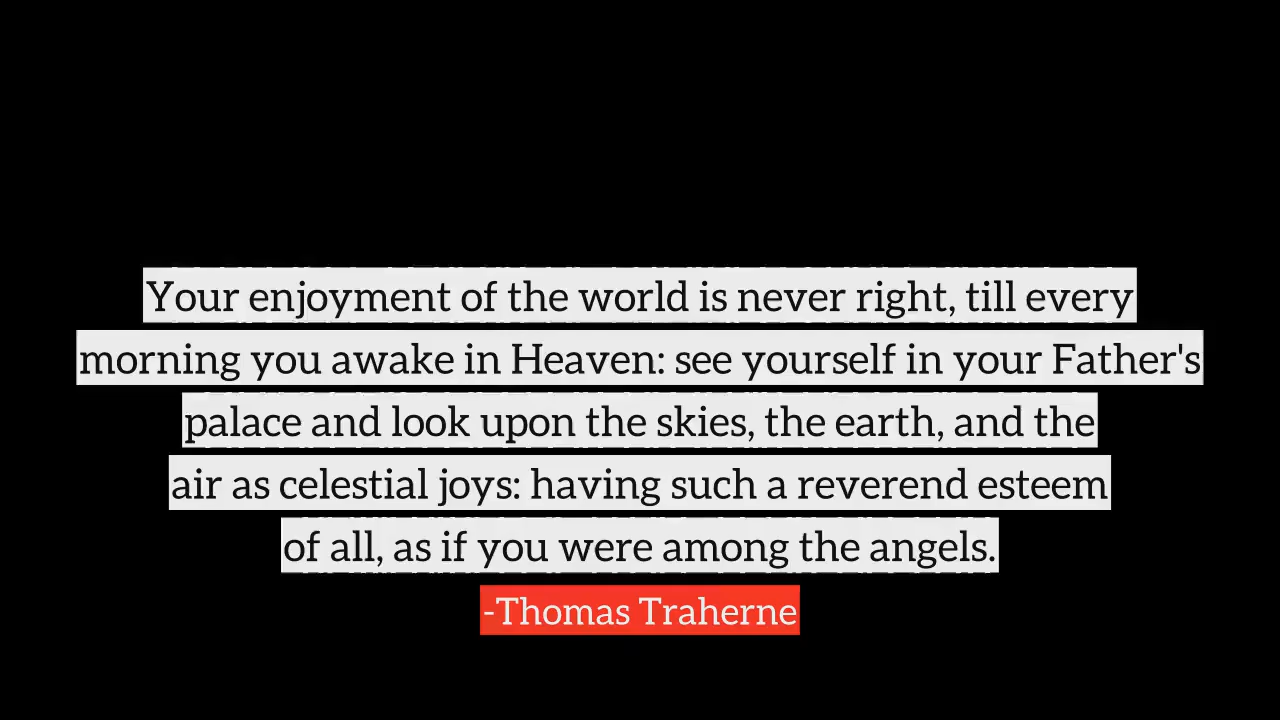 Your enjoyment of the world is never right, till every
morning you awake in Heaven: see yourself in your Father's
palace and look upon the skies, the earth, and the
air as celestial joys: having such a reverend esteem
of all, as if you were among the angels.
-Thomas Traherne